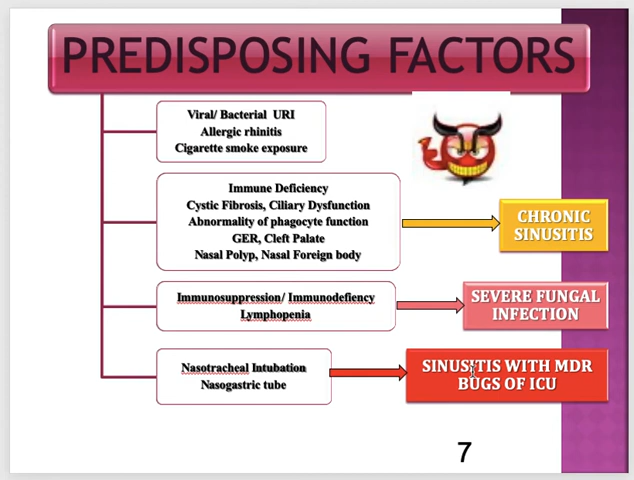 PREDISPOSING FACTORS
Viral/ Bacterial URI
Allergic rhinitis
Cigarette smoke exposure
Immune Deficiency
Cystic Fibrosis, Ciliary Dysfunction
Abnormality of phagocyte function
GER, Cleft Palate
Nasal Polyp, Nasal Foreign body
CHRONIC
SINUSITIS
Immunosuppression/ Immunodefiency
Lymphopenia
SEVERE FUNGAL
INFECTION
Nasotracheal Intubation
Nasogastric tube
SINUSITIS WITH MDR
BUGS OF ICU
7